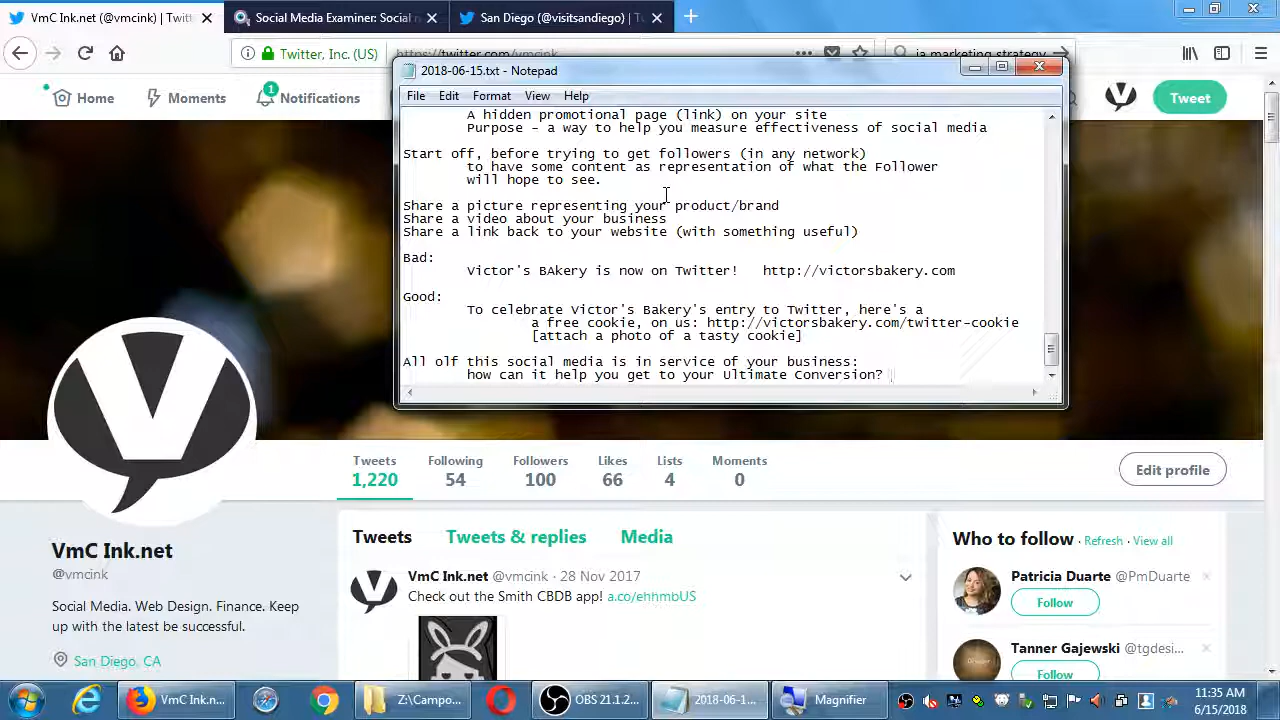 VmC Ink.net (@vmcink) | Twitt
Social Media Examiner: Social
San Diego (@visitsandiego) | T
Twitter, Inc. (US)
https://twitter.com/vmcink
ia marketing strategy
2018-06-15.txt - Notepad
File Edit Format View Help
Home
Moments
1
Notifications
Tweet
A hidden promotional page (link) on your site
Purpose - a way to help you measure effectiveness of social media
Start off, before trying to get followers (in any network)
to have some content as representation of what the Follower
will hope to see.
Share a picture representing your product/brand
Share a video about your business
Share a link back to your website (with something useful)
Bad:
Victor's BAkery is now on Twitter! http://victorsbakery.com
Good:
To celebrate Victor's Bakery's entry to Twitter, here's a
a free cookie, on us: http://victorsbakery.com/twitter-cookie
[attach a photo of a tasty cookie]
All olf this social media is in service of your business:
how can it help you get to your Ultimate Conversion?
Tweets Following Followers Likes Lists Moments
1,220 54 100 66 4 0
Edit profile
VmC Ink.net
@vmcink
Social Media. Web Design. Finance. Keep
up with the latest be successful.
San Diego, CA
Tweets Tweets & replies Media
VmC Ink.net @vmcink · 28 Nov 2017
Check out the Smith CBDB app! a.co/ehhmbUS
Who to follow · Refresh · View all
Patricia Duarte @PmDuarte
Follow
Tanner Gajewski @tgdesi...
Follow
VmC Ink.n...
Z:\Campo...
OBS 21.1.2...
2018-06-1...
Magnifier
11:35 AM
6/15/2018